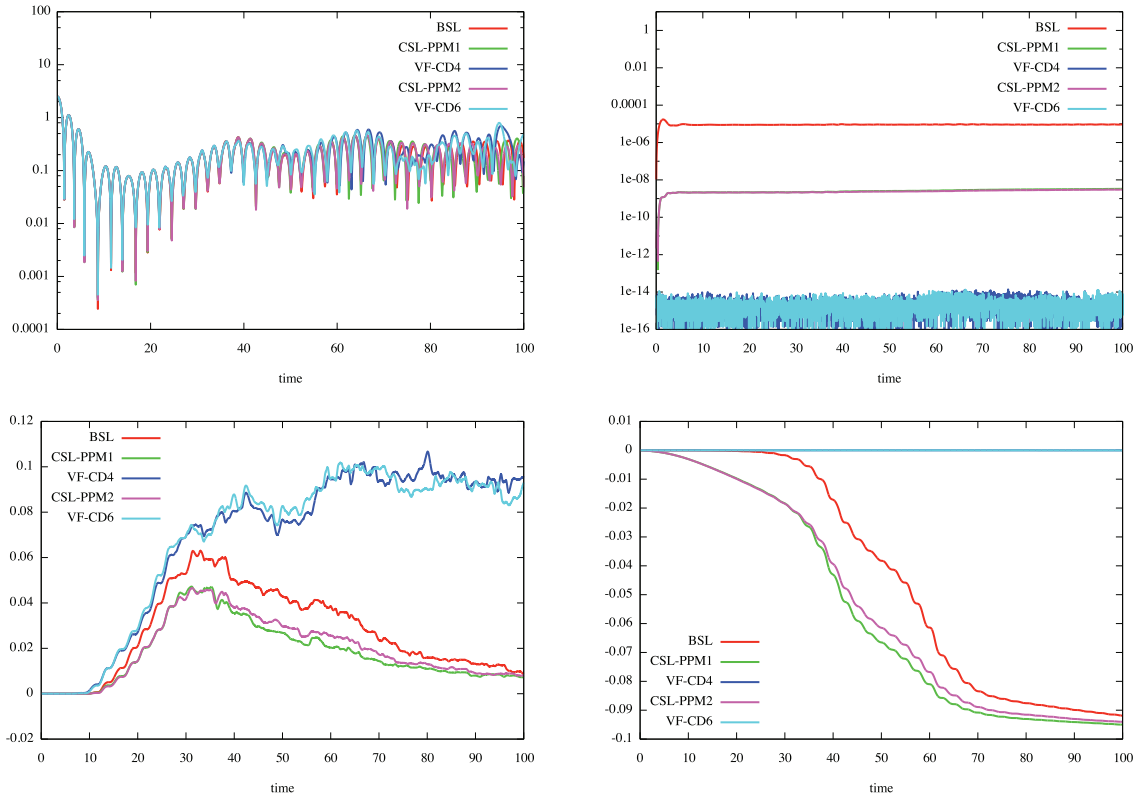 100
10
1
0.1
0.01
0.001
0.0001
0
20
40
60
80
100
time
BSL
CSL-PPM1
VF-CD4
CSL-PPM2
VF-CD6
1
0.01
0.0001
1e-06
1e-08
1e-10
1e-12
1e-14
1e-16
0
10
20
30
40
50
60
70
80
90
100
time
BSL
CSL-PPM1
VF-CD4
CSL-PPM2
VF-CD6
0.12
0.1
0.08
0.06
0.04
0.02
0
-0.02
0
10
20
30
40
50
60
70
80
90
100
time
BSL
CSL-PPM1
VF-CD4
CSL-PPM2
VF-CD6
0.01
0
-0.01
-0.02
-0.03
-0.04
-0.05
-0.06
-0.07
-0.08
-0.09
-0.1
0
10
20
30
40
50
60
70
80
90
100
time
BSL
CSL-PPM1
VF-CD4
CSL-PPM2
VF-CD6